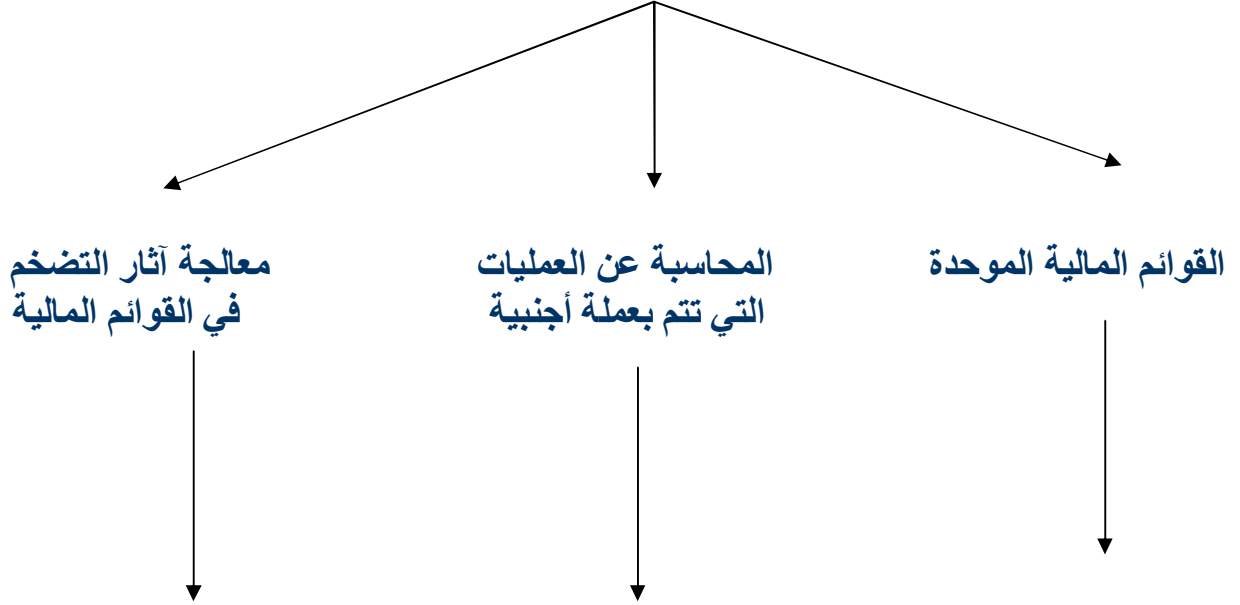 القوائم المالية الموحدة
المحاسبة عن العمليات
التي تتم بعملة أجنبية
معالجة آثار التضخم
في القوائم المالية